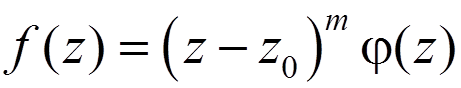 f(z) = (z − z₀)ᵐ φ(z)